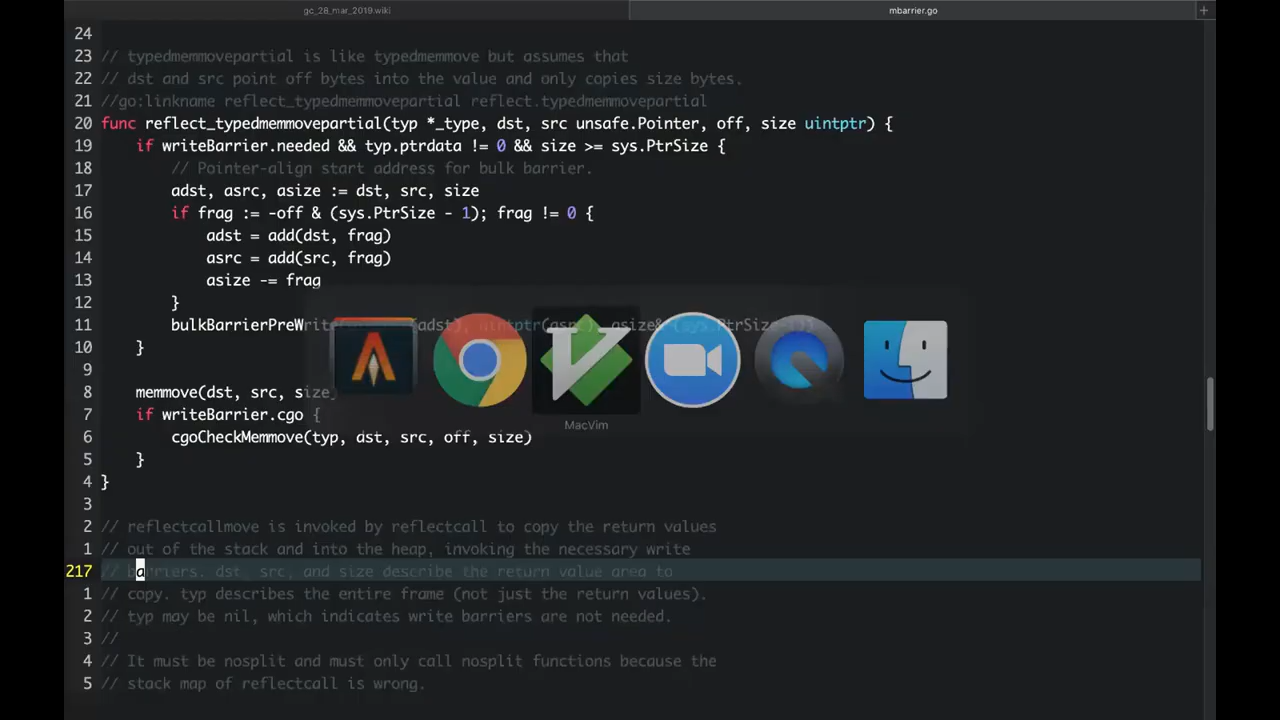 gc_28_mar_2019.wiki
mbarrier.go
+
24
23 // typedmemmovepartial is like typedmemmove but assumes that
22 // dst and src point off bytes into the value and only copies size bytes.
21 //go:linkname reflect_typedmemmovepartial reflect.typedmemmovepartial
20 func reflect_typedmemmovepartial(typ *_type, dst, src unsafe.Pointer, off, size uintptr) {
19 if writeBarrier.needed && typ.ptrdata != 0 && size >= sys.PtrSize {
18 // Pointer-align start address for bulk barrier.
17 adst, asrc, asize := dst, src, size
16 if frag := -off & (sys.PtrSize - 1); frag != 0 {
15 adst = add(dst, frag)
14 asrc = add(src, frag)
13 asize -= frag
12 }
11 bulkBarrierPreWrite(uintptr(adst), uintptr(asrc), asize&^(sys.PtrSize-1))
10 }
9
8 memmove(dst, src, size)
7 if writeBarrier.cgo {
6 cgoCheckMemmove(typ, dst, src, off, size)
5 }
4 }
3
2 // reflectcallmove is invoked by reflectcall to copy the return values
1 // out of the stack and into the heap, invoking the necessary write
217 // barriers. dst, src, and size describe the return value area to
1 // copy. typ describes the entire frame (not just the return values).
2 // typ may be nil, which indicates write barriers are not needed.
3 //
4 // It must be nosplit and must only call nosplit functions because the
5 // stack map of reflectcall is wrong.
MacVim